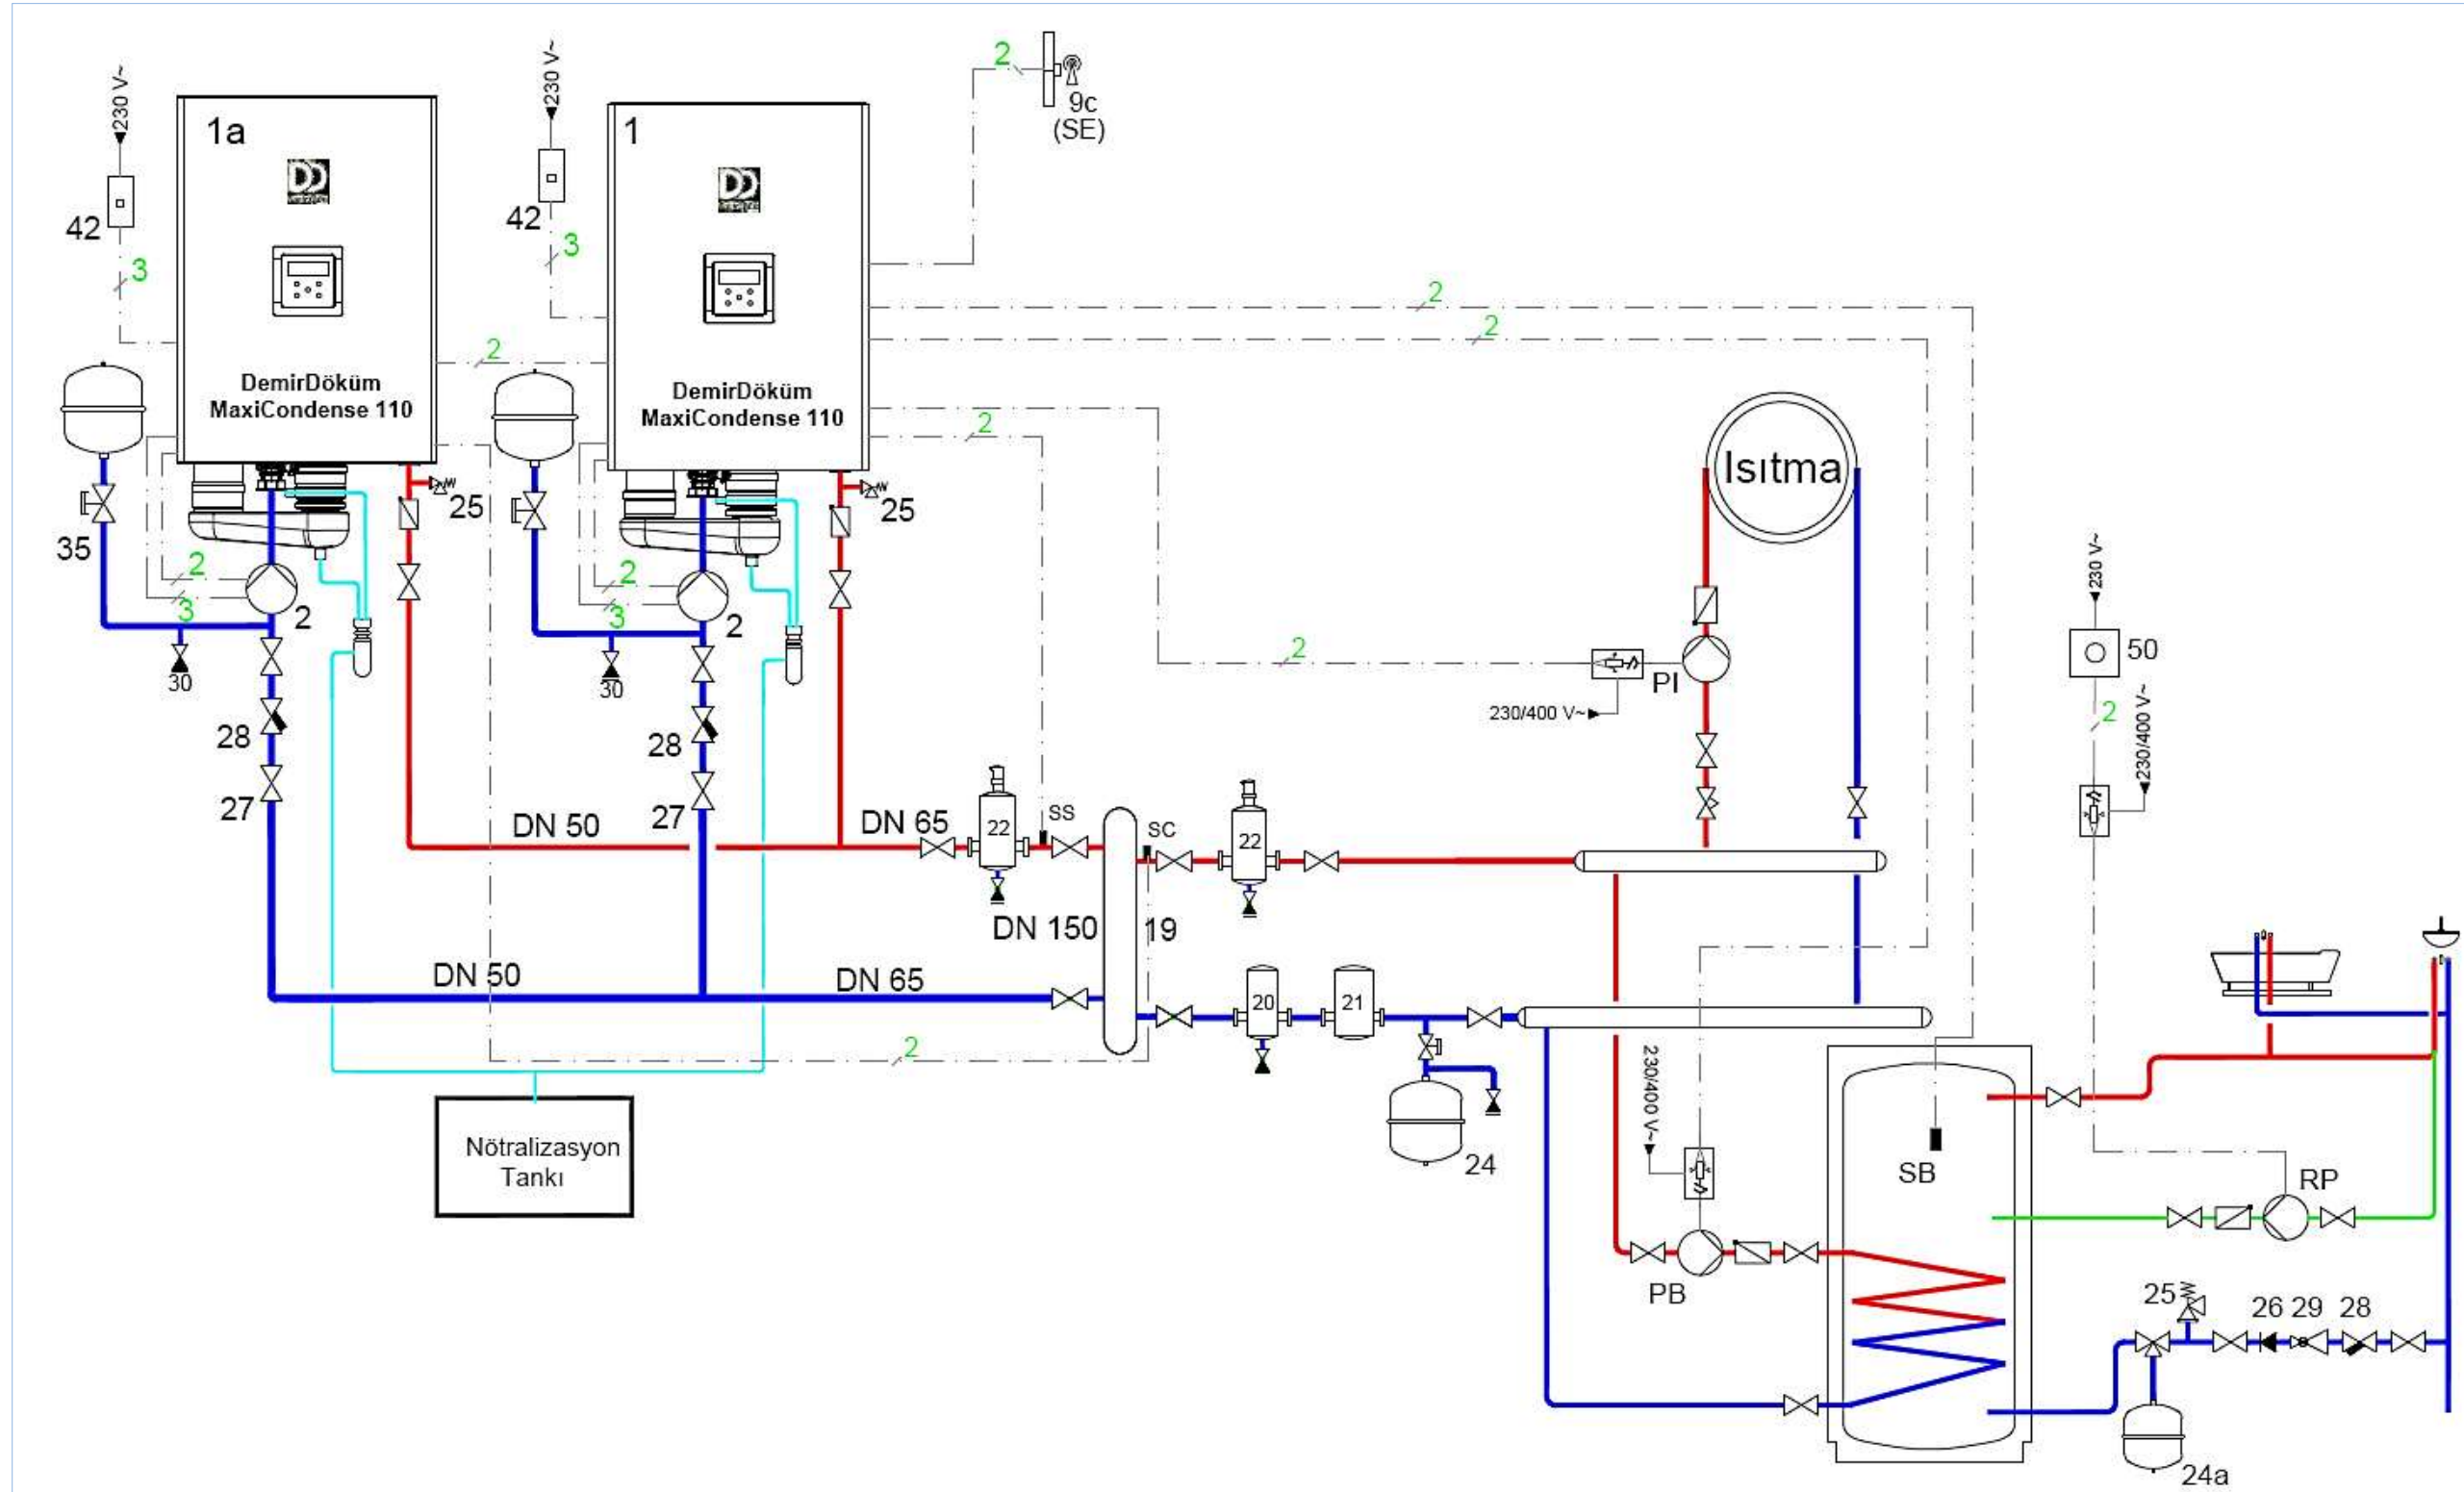 230 V~
230 V~
2
9c
(SE)
1a
1
42
42
3
3
2
2
2
DemirDöküm
MaxiCondense 110
DemirDöküm
MaxiCondense 110
2
Isıtma
25
25
35
2
3
2
2
3
2
30
30
28
28
27
27
2
PI
230/400 V~
230 V~
50
2
230/400 V~
DN 50
DN 65
22
SS
SC
22
DN 150
19
DN 50
DN 65
20
21
2
24
230/400 V~
Nötralizasyon
Tankı
SB
RP
PB
25
26
29
28
24a